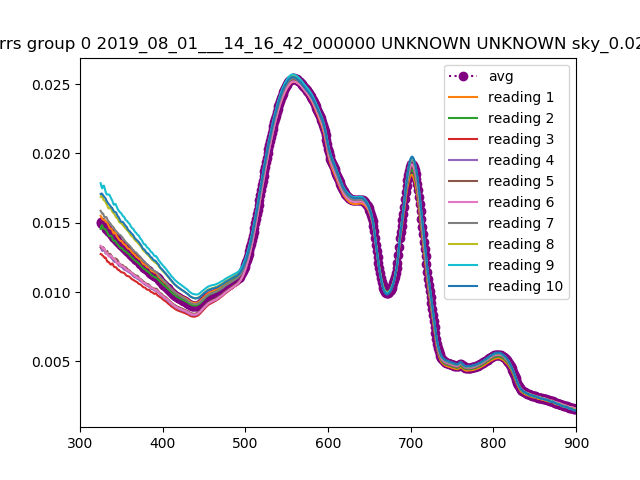 rrs group 0 2019_08_01___14_16_42_000000 UNKNOWN UNKNOWN sky_0.02
0.025
0.020
0.015
0.010
0.005
300 400 500 600 700 800 900
avg
reading 1
reading 2
reading 3
reading 4
reading 5
reading 6
reading 7
reading 8
reading 9
reading 10